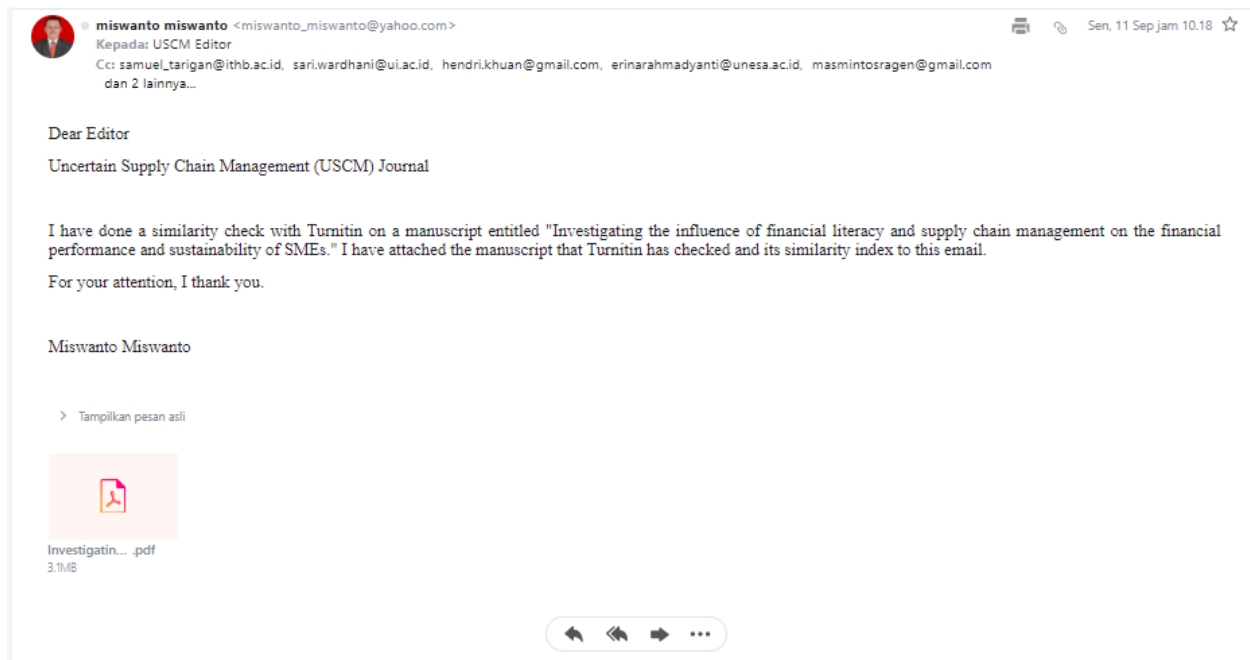 miswanto miswanto <miswanto_miswanto@yahoo.com>
Sen, 11 Sep jam 10.18
Kepada: USCM Editor
Cc: samuel_tarigan@ithb.ac.id, sari.wardhani@ui.ac.id, hendri.khuan@gmail.com, erinarahmadyanti@unesa.ac.id, masmintosragen@gmail.com
dan 2 lainnya...
Dear Editor
Uncertain Supply Chain Management (USCM) Journal
I have done a similarity check with Turnitin on a manuscript entitled "Investigating the influence of financial literacy and supply chain management on the financial
performance and sustainability of SMEs." I have attached the manuscript that Turnitin has checked and its similarity index to this email.
For your attention, I thank you.
Miswanto Miswanto
Tampilkan pesan asli
Investigatin... .pdf
3.1MB